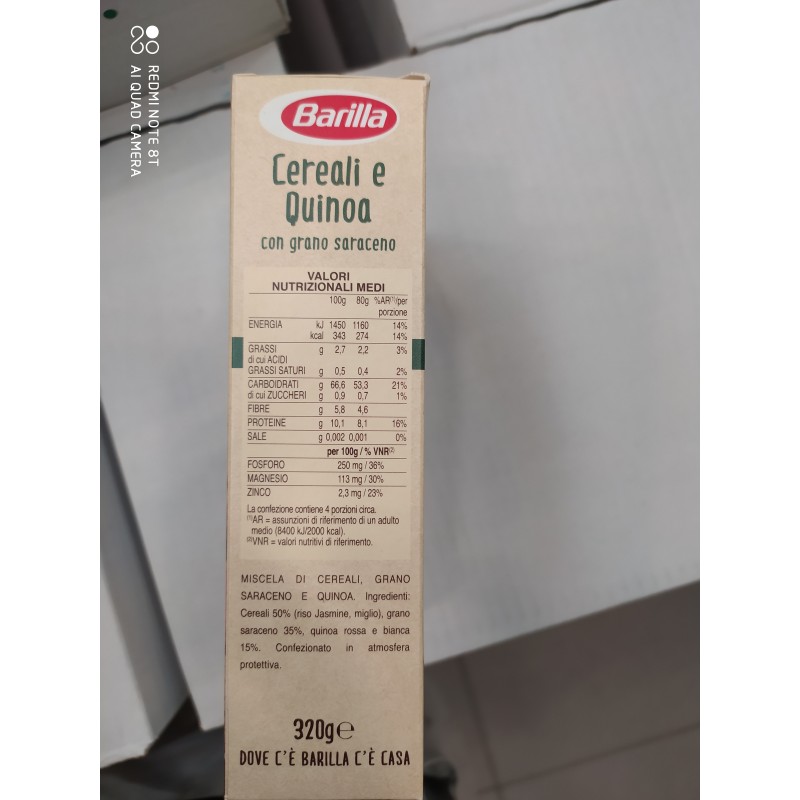 REDMI NOTE 8T
AI QUAD CAMERA
Barilla
Cereali e
Quinoa
con grano saraceno
VALORI
NUTRIZIONALI MEDI
100g 80g %AR(1)/per
porzione
ENERGIA kJ 1450 1160 14%
kcal 343 274 14%
GRASSI g 2,7 2,2 3%
di cui ACIDI
GRASSI SATURI g 0,5 0,4 2%
CARBOIDRATI g 66,6 53,3 21%
di cui ZUCCHERI g 0,9 0,7 1%
FIBRE g 5,8 4,6
PROTEINE g 10,1 8,1 16%
SALE g 0,002 0,001 0%
per 100g / % VNR(2)
FOSFORO 250 mg / 36%
MAGNESIO 113 mg / 30%
ZINCO 2,3 mg / 23%
La confezione contiene 4 porzioni circa.
(1)AR = assunzioni di riferimento di un adulto
medio (8400 kJ/2000 kcal).
(2)VNR = valori nutritivi di riferimento.
MISCELA DI CEREALI, GRANO
SARACENO E QUINOA. Ingredienti:
Cereali 50% (riso Jasmine, miglio), grano
saraceno 35%, quinoa rossa e bianca
15%. Confezionato in atmosfera
protettiva.
320g℮
DOVE C'È BARILLA C'È CASA